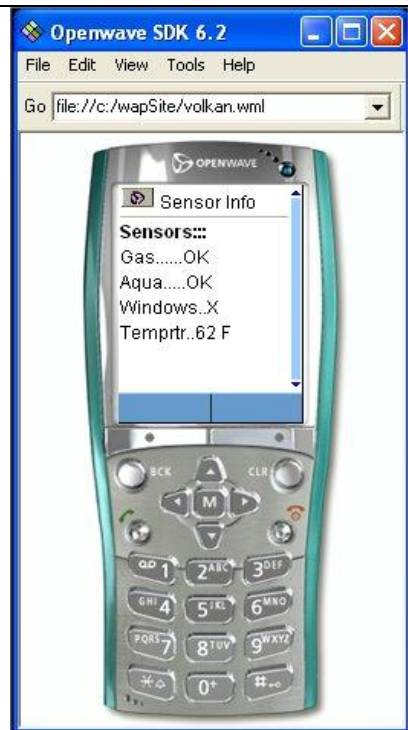 Openwave SDK 6.2
File Edit View Tools Help
Go file://c:/wapSite/volkan.wml
OPENWAVE
Sensor Info
Sensors:::
Gas......OK
Aqua.....OK
Windows..X
Temprtr..62 F
BCK CLR
M
1 2ABC 3DEF
GHI4 5JKL 6MNO
PQRS7 8TUV 9WXYZ
* 0+ #